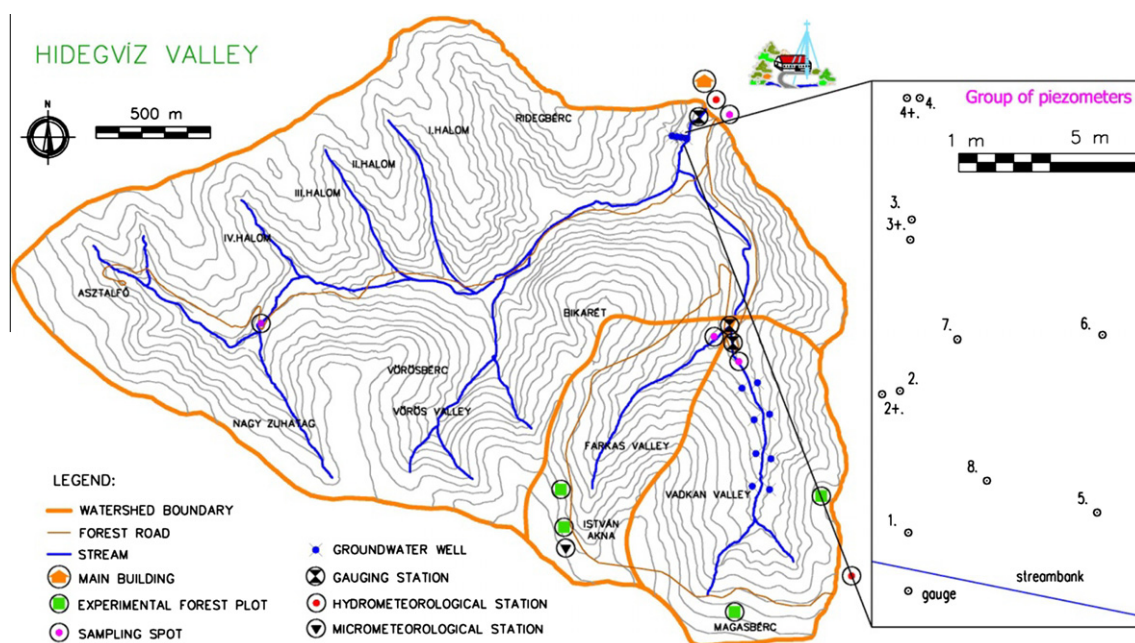 HIDEGVÍZ VALLEY
N
500 m
I.HALOM
RIDEGBÉRC
II.HALOM
III.HALOM
IV.HALOM
ASZTALFŐ
BIKARÉT
VÖRÖSBÉRC
VÖRÖS VALLEY
NAGY ZUHATAG
FARKAS VALLEY
VADKAN VALLEY
ISTVÁN
AKNA
MAGASBÉRC
LEGEND:
WATERSHED BOUNDARY
FOREST ROAD
STREAM
MAIN BUILDING
EXPERIMENTAL FOREST PLOT
SAMPLING SPOT
GROUNDWATER WELL
GAUGING STATION
HYDROMETEOROLOGICAL STATION
MICROMETEOROLOGICAL STATION
Group of piezometers
4+. 4.
1 m 5 m
3.
3+.
7. 6.
2.
2+.
8.
5.
1.
streambank
gauge